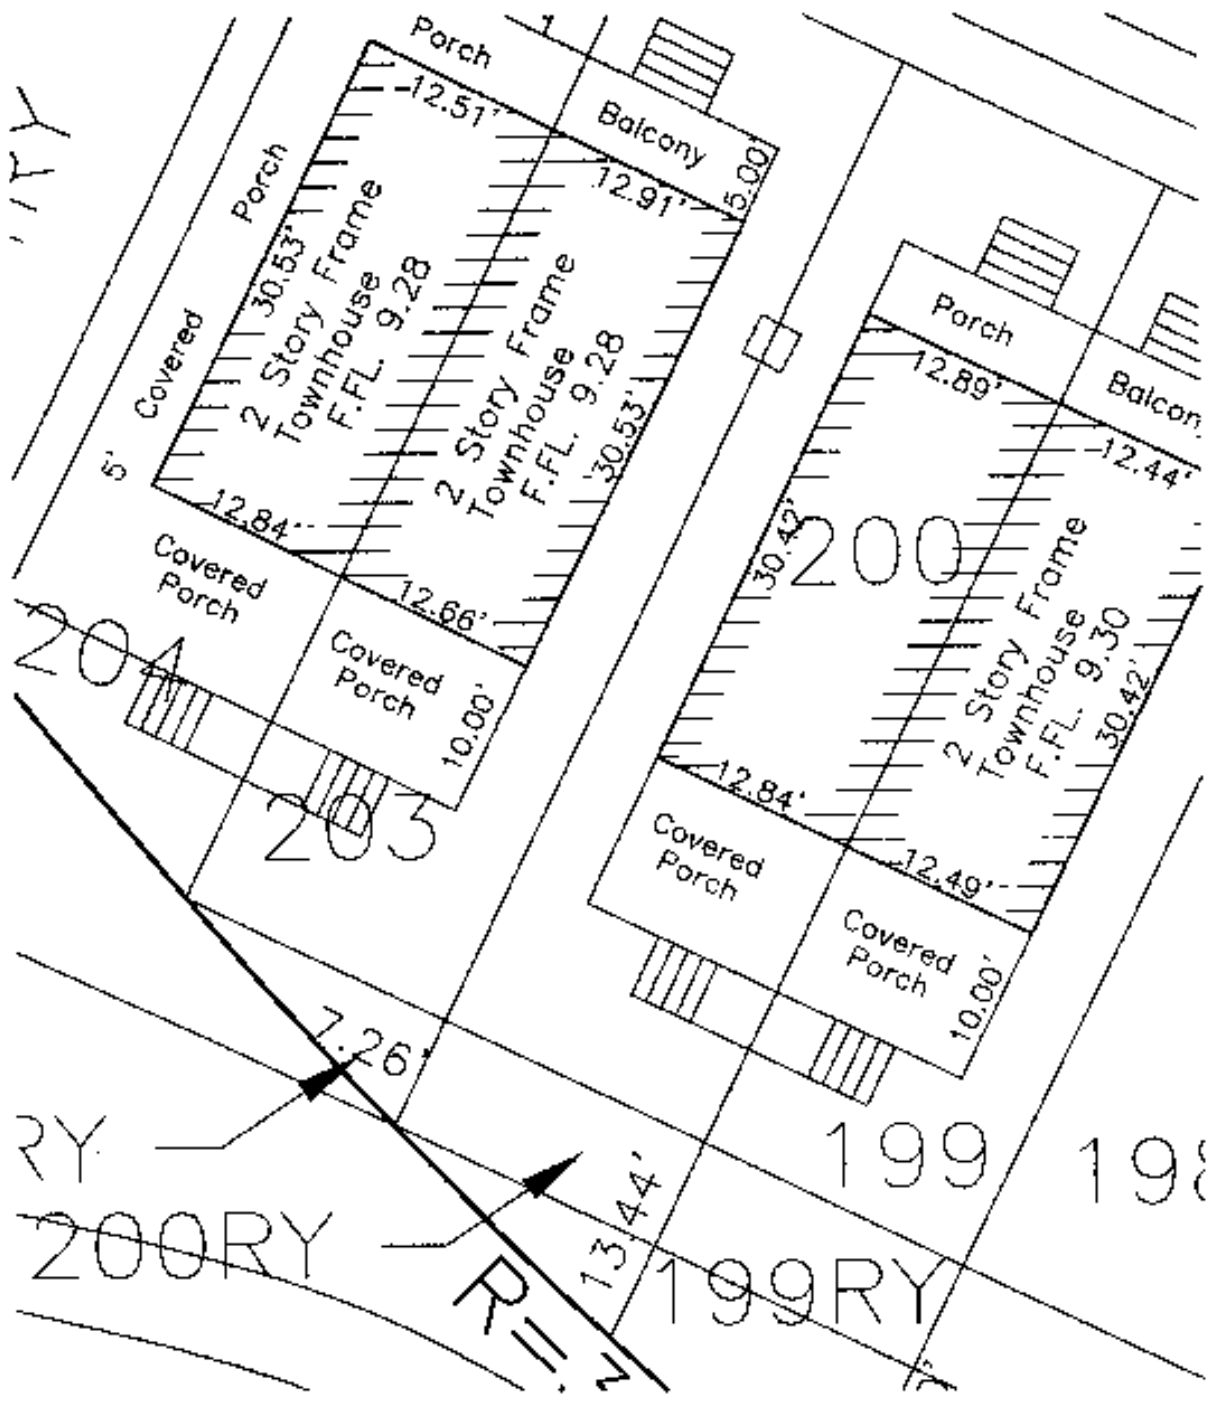 Porch
12.51'
Balcony
12.91'
5.00'
Porch
Covered
5'
30.53'
2 Story Frame
Townhouse
F.FL. 9.28
2 Story Frame
Townhouse
F.FL. 9.28
30.53'
12.84'
12.66'
Covered
Porch
Covered
Porch
10.00'
204
203
Porch
Balcon
12.89'
12.44'
30.42'
200
2 Story Frame
Townhouse
F.FL. 9.30
30.42'
12.84'
12.49'
Covered
Porch
Covered
Porch
10.00'
7.26'
RY
200RY
13.44'
199
199RY